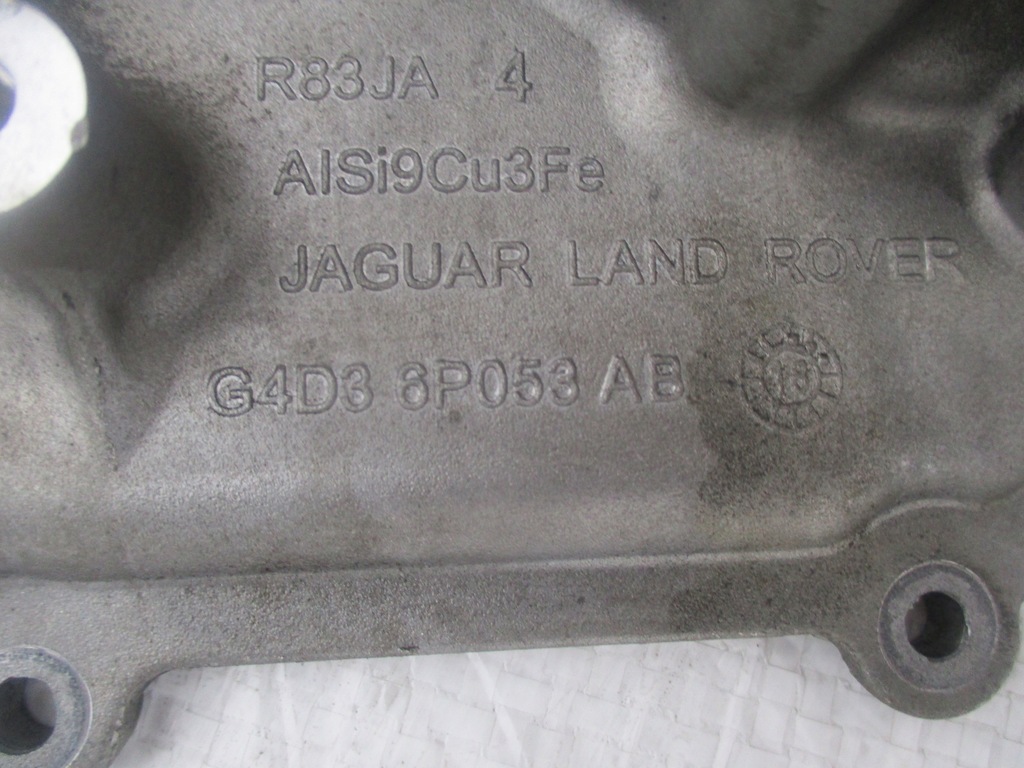 R83JA 4
AlSi9Cu3Fe
JAGUAR LAND ROVER
G4D3 6P053 AB